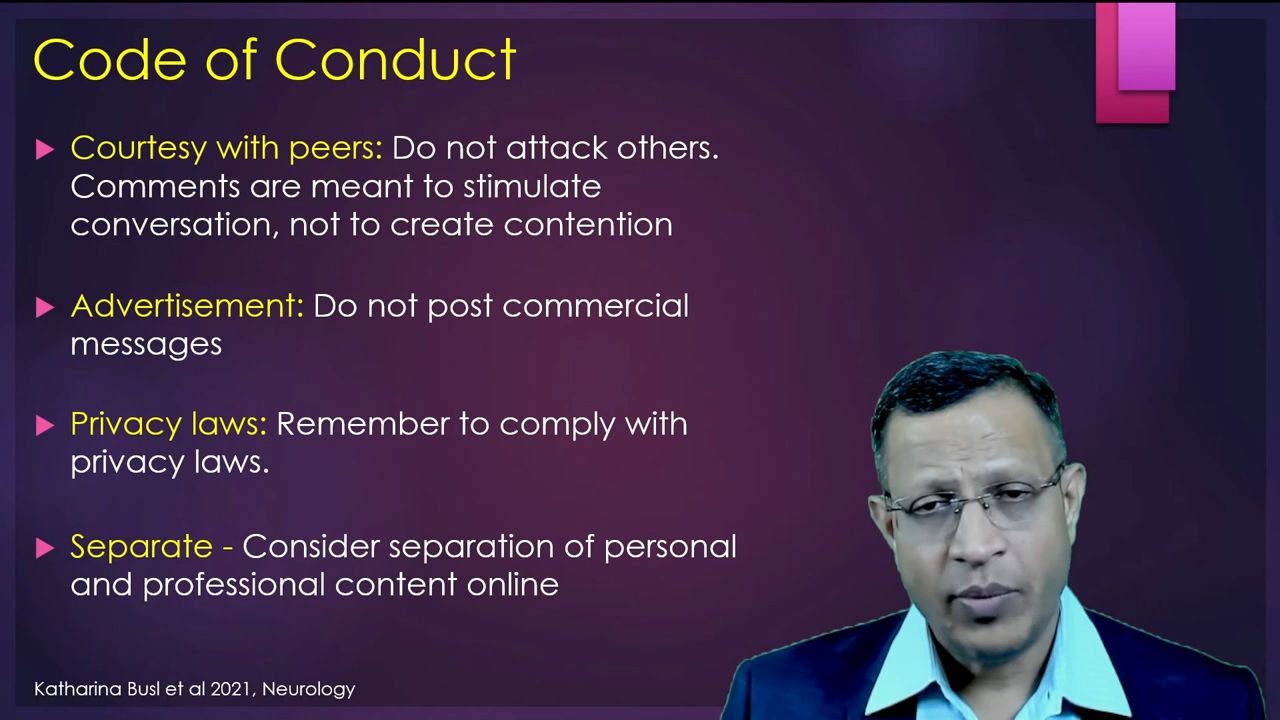 Code of Conduct
Courtesy with peers: Do not attack others.
Comments are meant to stimulate
conversation, not to create contention
Advertisement: Do not post commercial
messages
Privacy laws: Remember to comply with
privacy laws.
Separate - Consider separation of personal
and professional content online
Katharina Busl et al 2021, Neurology